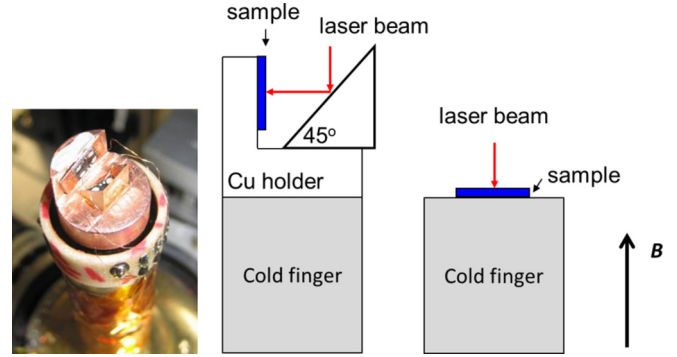 sample
laser beam
45°
Cu holder
Cold finger
laser beam
sample
Cold finger
B